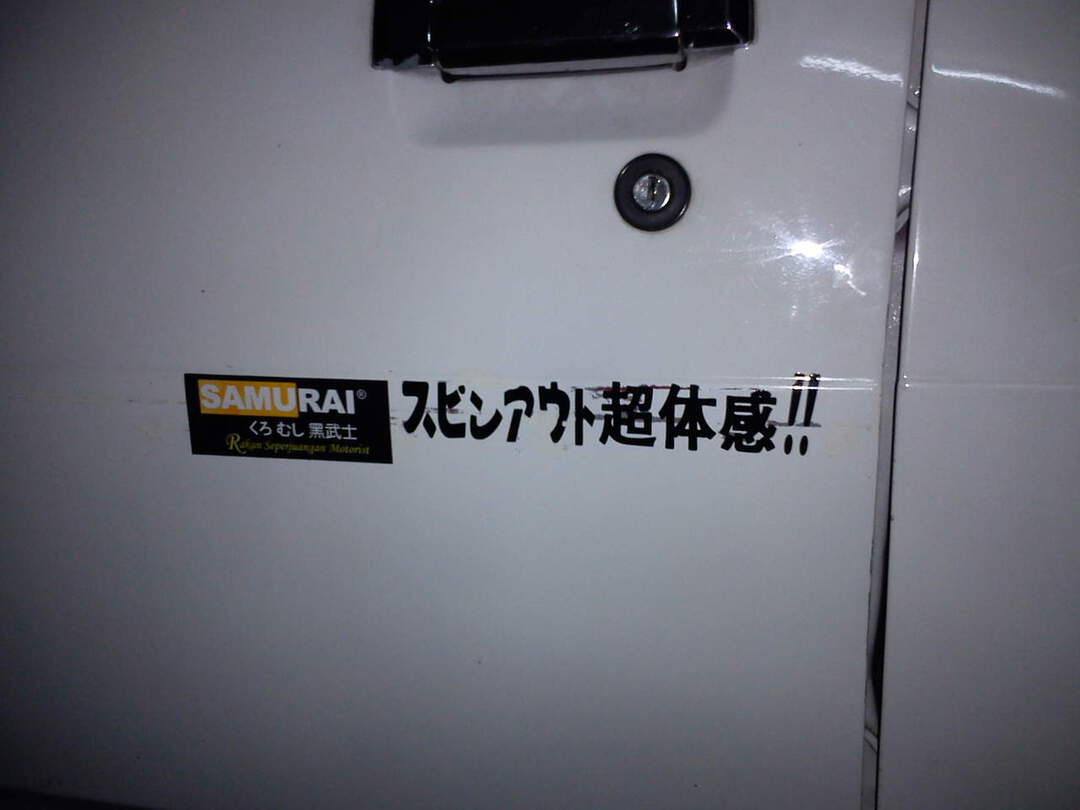 SAMURAI®
くろ むし 黑武士
Rakan Seperjuangan Motorist
スピンアウト超体感!!